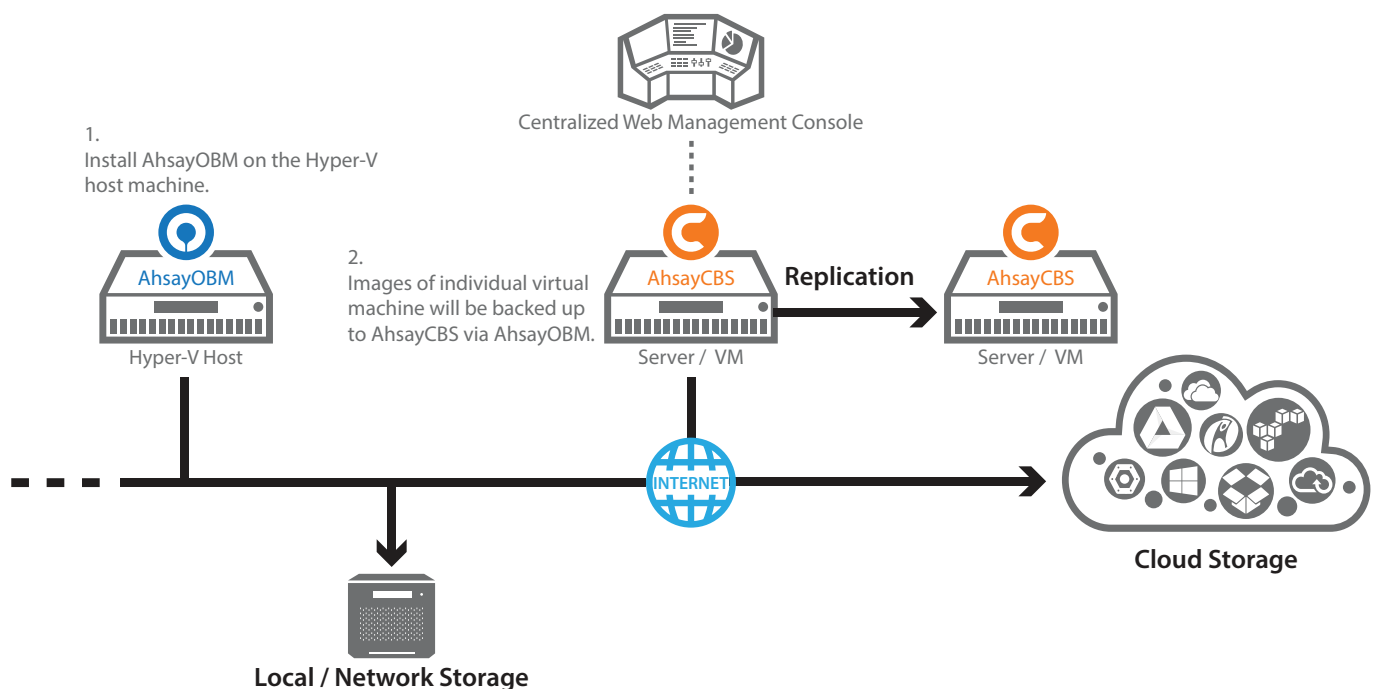 Centralized Web Management Console
1.
Install AhsayOBM on the Hyper-V
host machine.
AhsayOBM
Hyper-V Host
2.
Images of individual virtual
machine will be backed up
to AhsayCBS via AhsayOBM.
AhsayCBS
Server / VM
Replication
AhsayCBS
Server / VM
INTERNET
Cloud Storage
Local / Network Storage